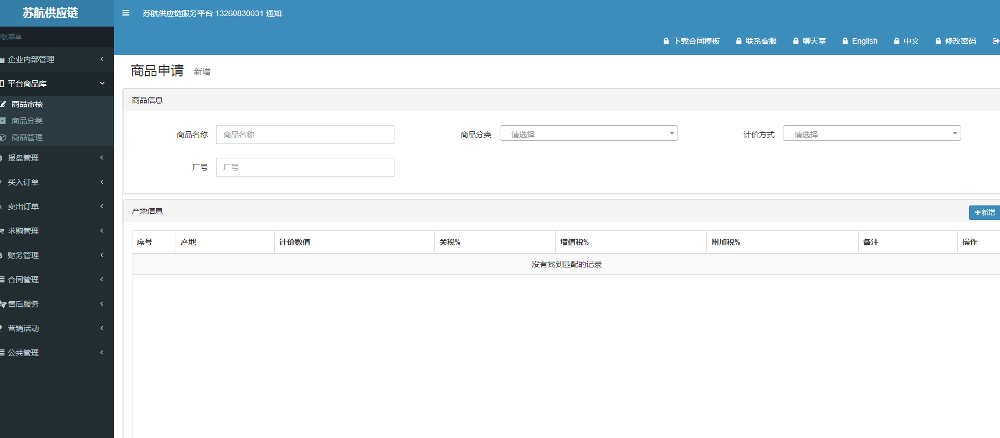 苏航供应链
苏航供应链服务平台 13260830031 通知:
下载合同模板 联系客服 聊天室 English 中文 修改密码
航菜单
企业内部管理
平台商品库
商品审核
商品分类
商品管理
报盘管理
买入订单
卖出订单
求购管理
财务管理
合同管理
售后服务
营销活动
公共管理
商品申请 新增
商品信息
商品名称 商品名称 商品分类 请选择 计价方式 请选择
厂号 厂号
产地信息
新增
序号 产地 计价数值 关税% 增值税% 附加税% 备注 操作
没有找到匹配的记录